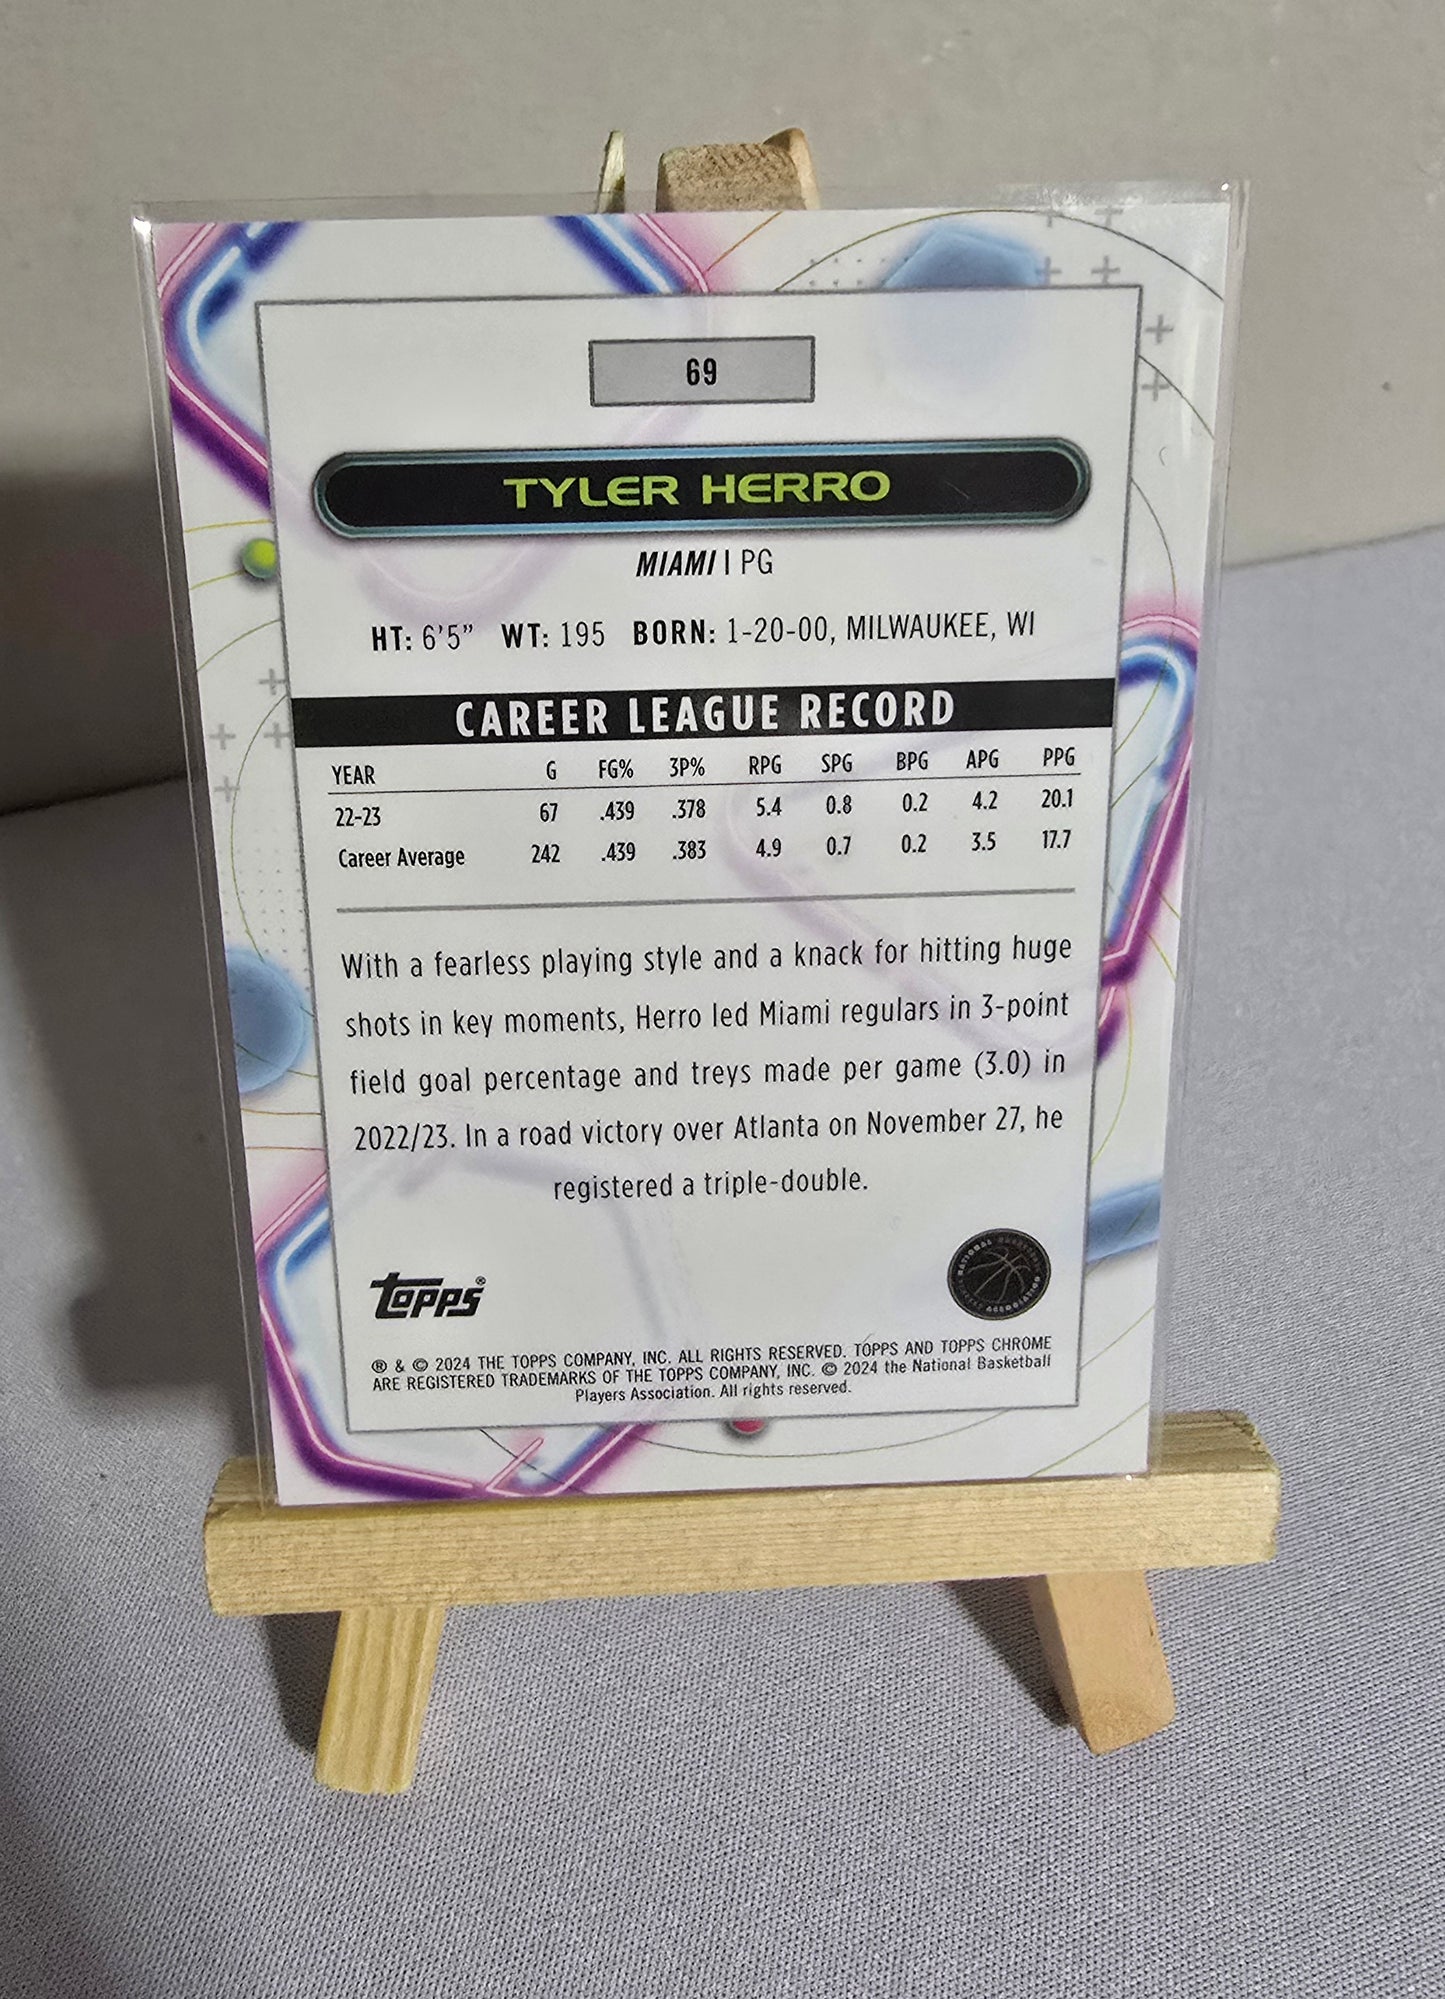 69
TYLER HERRO
MIAMI | PG
HT: 6'5" WT: 195 BORN: 1-20-00, MILWAUKEE, WI
CAREER LEAGUE RECORD
YEAR G FG% 3P% RPG SPG BPG APG PPG
22-23 67 .439 .378 5.4 0.8 0.2 4.2 20.1
Career Average 242 .439 .383 4.9 0.7 0.2 3.5 17.7
With a fearless playing style and a knack for hitting huge
shots in key moments, Herro led Miami regulars in 3-point
field goal percentage and treys made per game (3.0) in
2022/23. In a road victory over Atlanta on November 27, he
registered a triple-double.
topps®
NATIONAL BASKETBALL
PLAYERS ASSOCIATION
® & © 2024 THE TOPPS COMPANY, INC. ALL RIGHTS RESERVED. TOPPS AND TOPPS CHROME
ARE REGISTERED TRADEMARKS OF THE TOPPS COMPANY, INC. © 2024 the National Basketball
Players Association. All rights reserved.